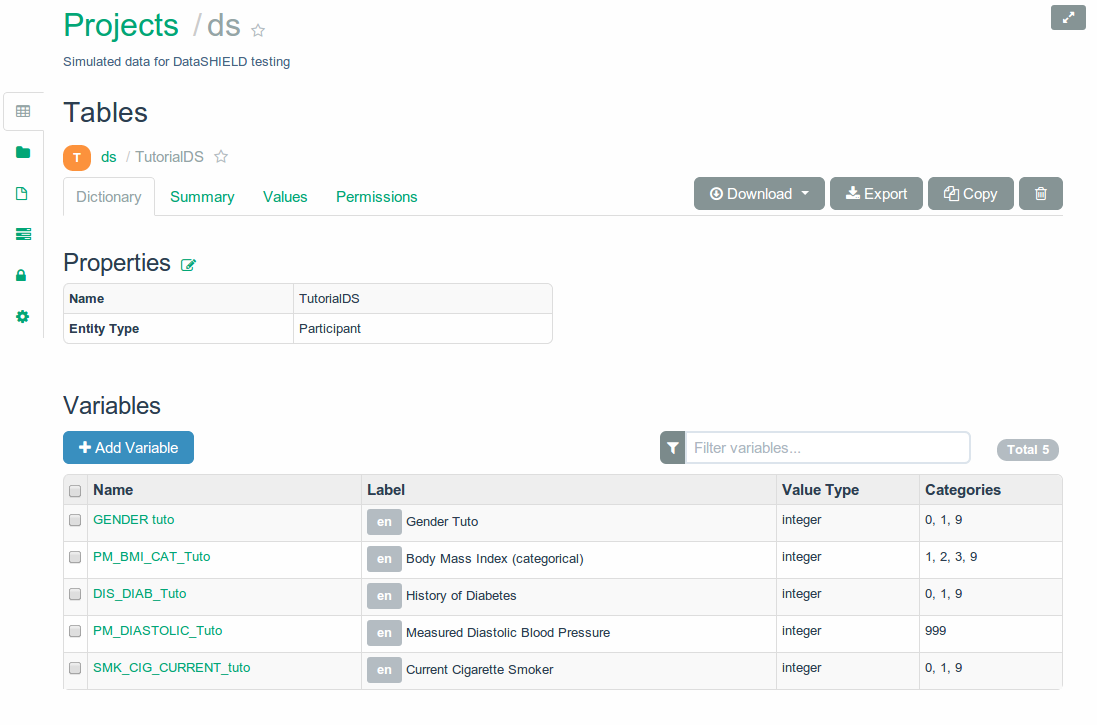 Projects / ds
Simulated data for DataSHIELD testing
Tables
T ds / TutorialDS
Dictionary Summary Values Permissions Download Export Copy
Properties
Name TutorialDS
Entity Type Participant
Variables
Add Variable Filter variables... Total 5
Name Label Value Type Categories
GENDER tuto en Gender Tuto integer 0, 1, 9
PM_BMI_CAT_Tuto en Body Mass Index (categorical) integer 1, 2, 3, 9
DIS_DIAB_Tuto en History of Diabetes integer 0, 1, 9
PM_DIASTOLIC_Tuto en Measured Diastolic Blood Pressure integer 999
SMK_CIG_CURRENT_tuto en Current Cigarette Smoker integer 0, 1, 9